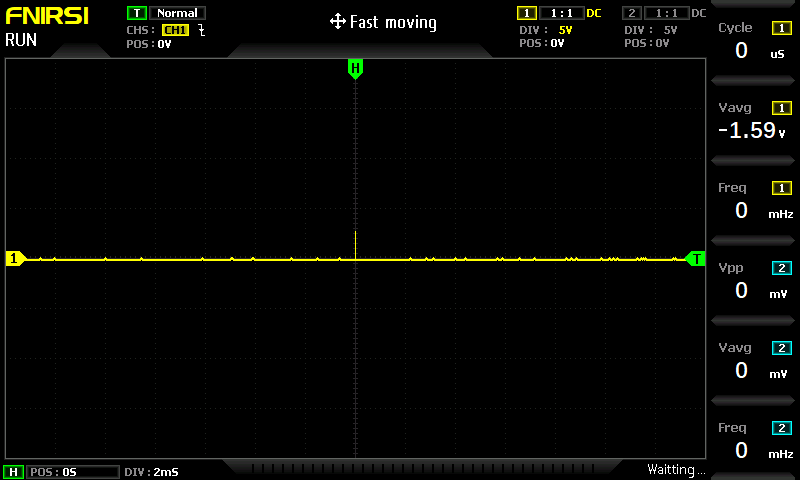 FNIRSI
RUN
T Normal
CHS: CH1
POS: 0V
Fast moving
1 1:1 DC
DIV: 5V
POS: 0V
2 1:1 DC
DIV: 5V
POS: 0V
H
1
T
Cycle 1
0 uS
Vavg 1
-1.59 V
Freq 1
0 mHz
Vpp 2
0 mV
Vavg 2
0 mV
Freq 2
0 mHz
H POS: 0S DIV: 2mS
Waitting...